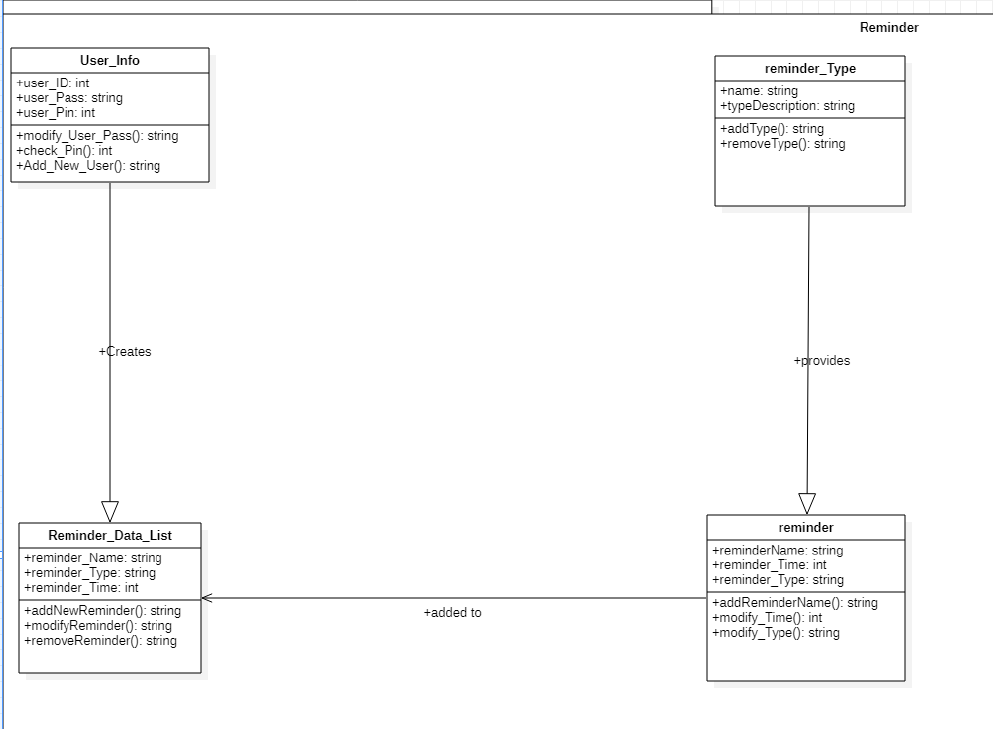 Reminder
User_Info
+user_ID: int
+user_Pass: string
+user_Pin: int
+modify_User_Pass(): string
+check_Pin(): int
+Add_New_User(): string
reminder_Type
+name: string
+typeDescription: string
+addType(): string
+removeType(): string
+Creates
+provides
Reminder_Data_List
+reminder_Name: string
+reminder_Type: string
+reminder_Time: int
+addNewReminder(): string
+modifyReminder(): string
+removeReminder(): string
+added to
reminder
+reminderName: string
+reminder_Time: int
+reminder_Type: string
+addReminderName(): string
+modify_Time(): int
+modify_Type(): string